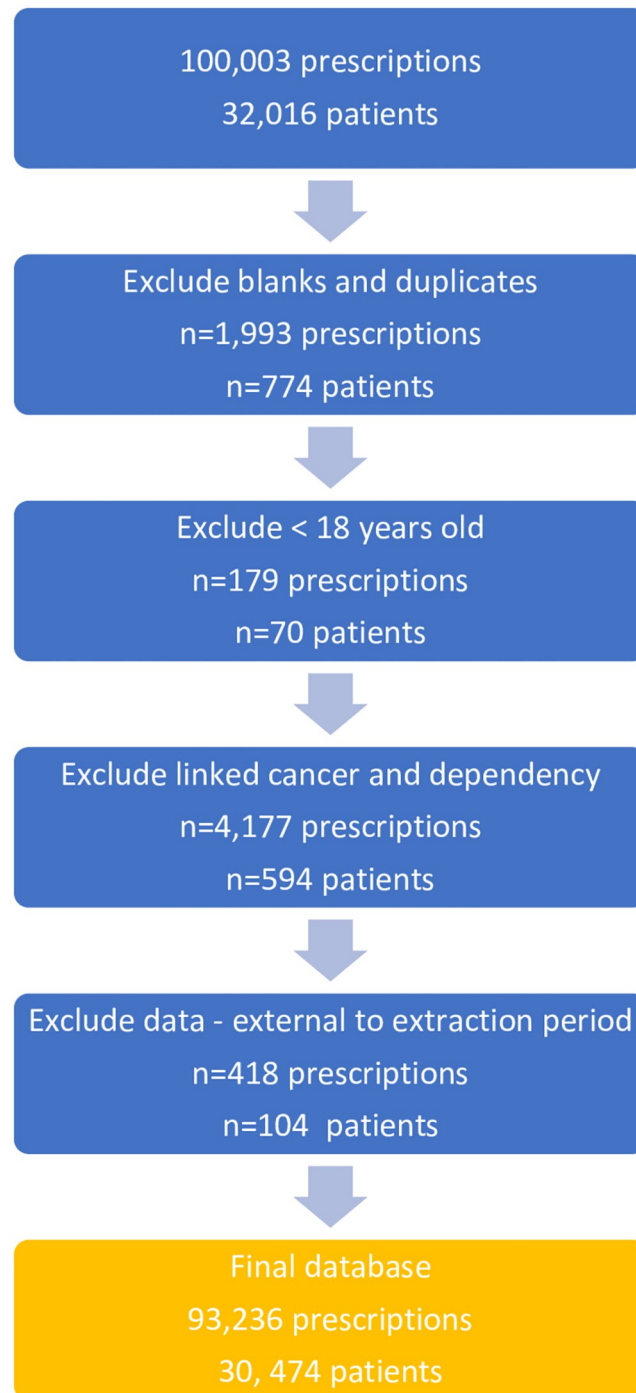 100,003 prescriptions
32,016 patients
Exclude blanks and duplicates
n=1,993 prescriptions
n=774 patients
Exclude < 18 years old
n=179 prescriptions
n=70 patients
Exclude linked cancer and dependency
n=4,177 prescriptions
n=594 patients
Exclude data - external to extraction period
n=418 prescriptions
n=104  patients
Final database
93,236 prescriptions
30, 474 patients